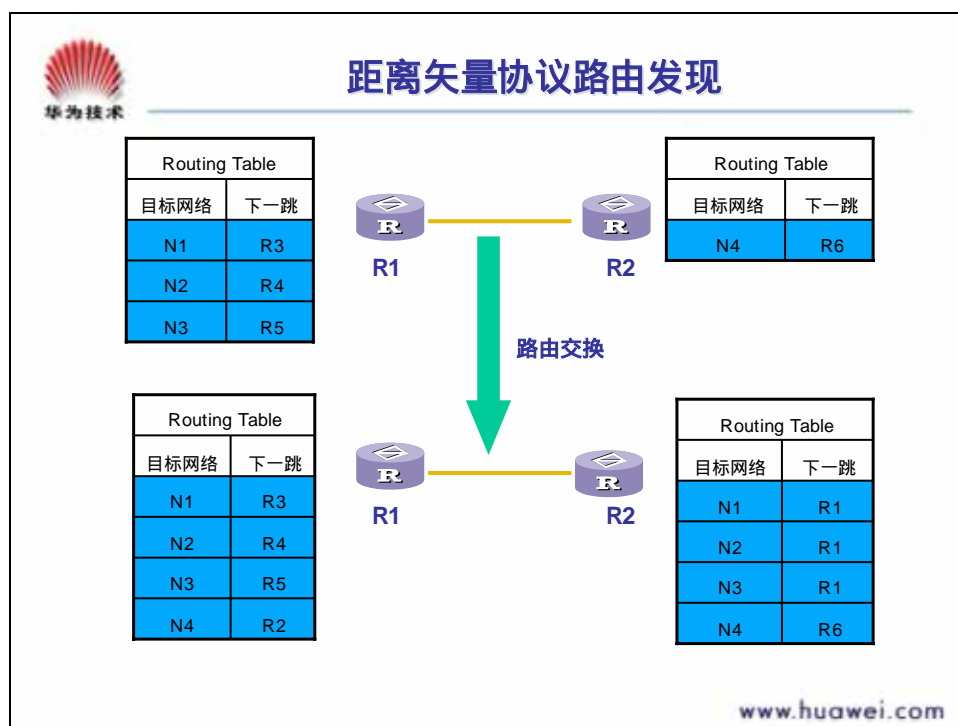 距离矢量协议路由发现
华为技术
Routing Table
目标网络 下一跳
N1 R3
N2 R4
N3 R5
R
R1
R
R2
Routing Table
目标网络 下一跳
N4 R6
路由交换
Routing Table
目标网络 下一跳
N1 R3
N2 R4
N3 R5
N4 R2
R
R1
R
R2
Routing Table
目标网络 下一跳
N1 R1
N2 R1
N3 R1
N4 R6
www.huawei.com